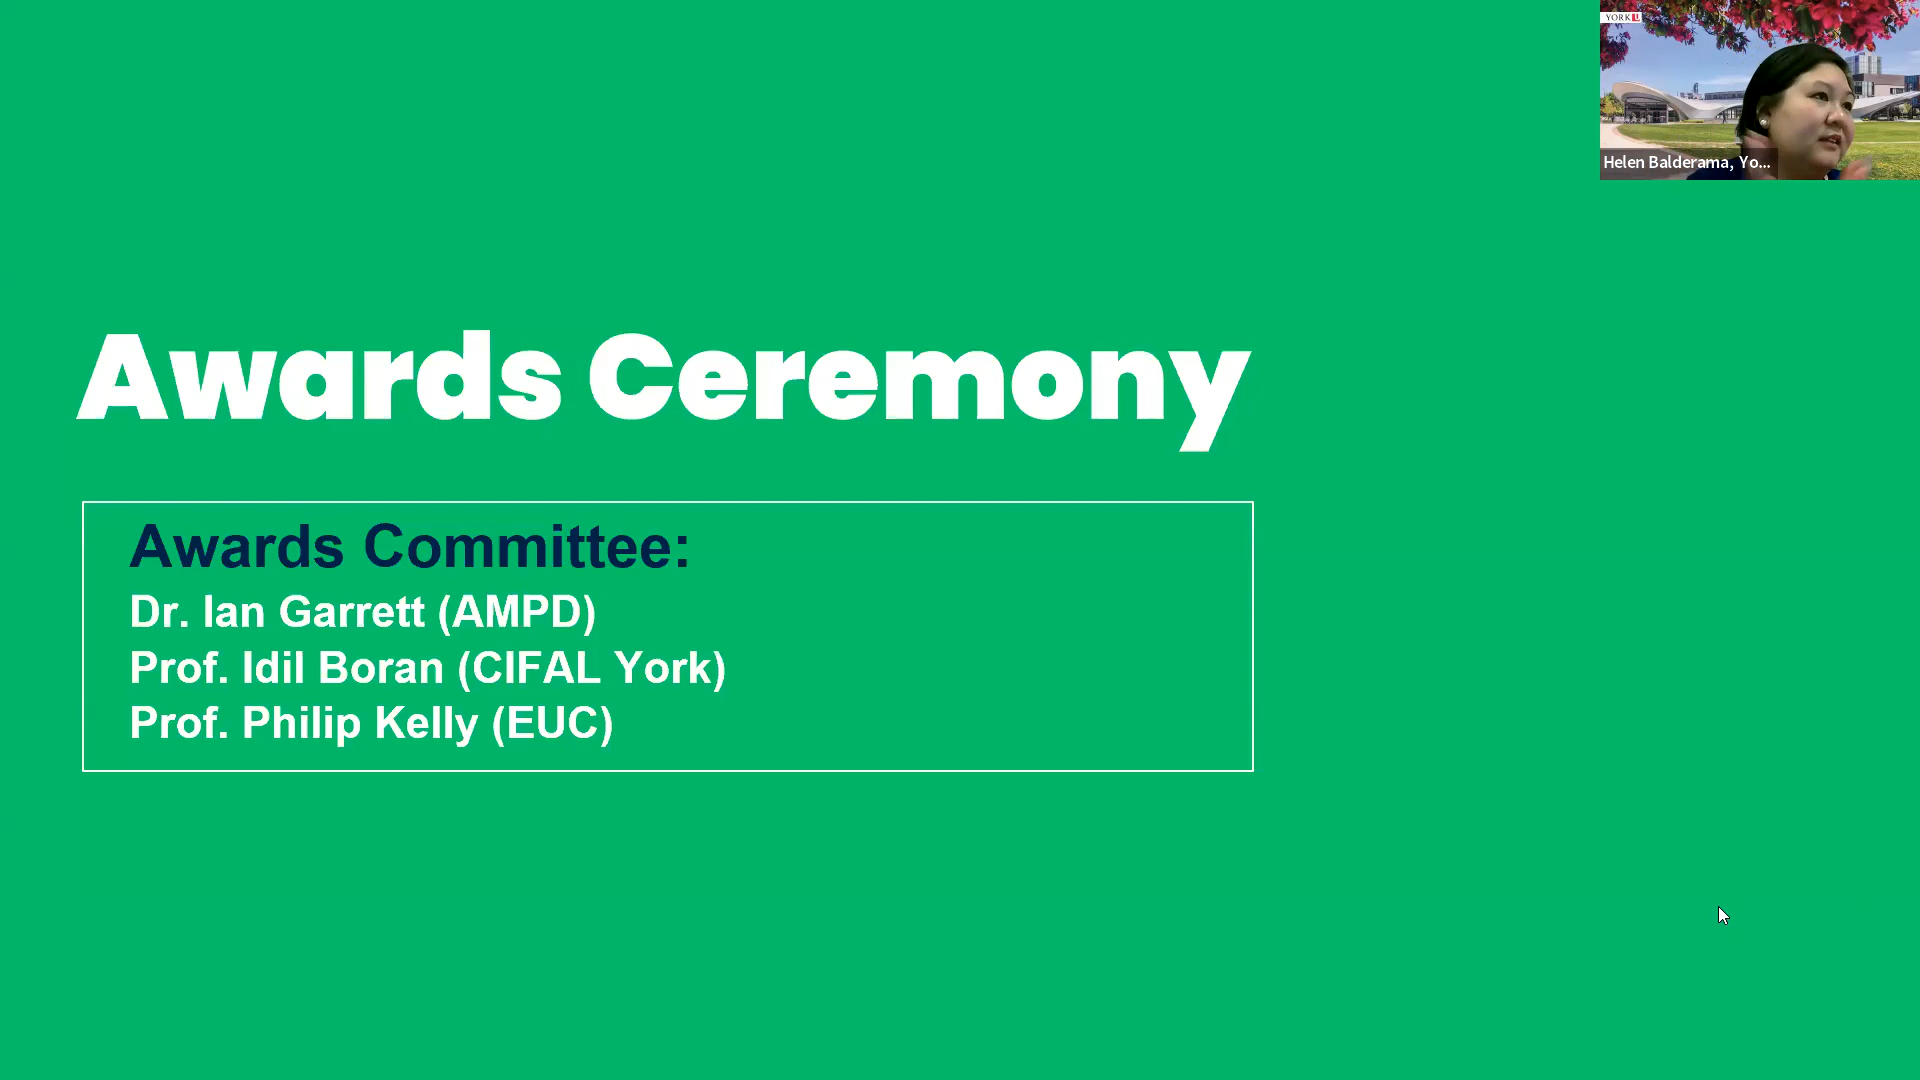 YORK U
Helen Balderama, Yo...
Awards Ceremony
Awards Committee:
Dr. Ian Garrett (AMPD)
Prof. Idil Boran (CIFAL York)
Prof. Philip Kelly (EUC)